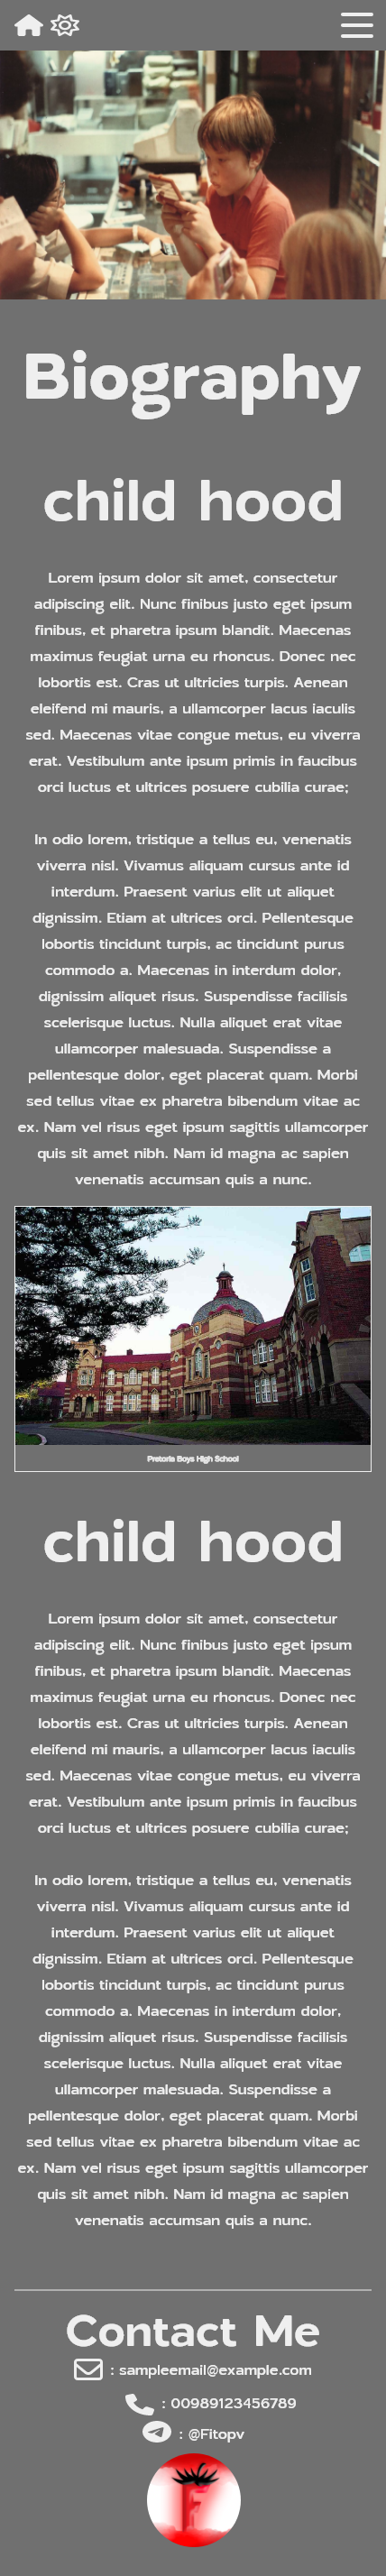 Biography
child hood
Lorem ipsum dolor sit amet, consectetur
adipiscing elit. Nunc finibus justo eget ipsum
finibus, et pharetra ipsum blandit. Maecenas
maximus feugiat urna eu rhoncus. Donec nec
lobortis est. Cras ut ultricies turpis. Aenean
eleifend mi mauris, a ullamcorper lacus iaculis
sed. Maecenas vitae congue metus, eu viverra
erat. Vestibulum ante ipsum primis in faucibus
orci luctus et ultrices posuere cubilia curae;
In odio lorem, tristique a tellus eu, venenatis
viverra nisl. Vivamus aliquam cursus ante id
interdum. Praesent varius elit ut aliquet
dignissim. Etiam at ultrices orci. Pellentesque
lobortis tincidunt turpis, ac tincidunt purus
commodo a. Maecenas in interdum dolor,
dignissim aliquet risus. Suspendisse facilisis
scelerisque luctus. Nulla aliquet erat vitae
ullamcorper malesuada. Suspendisse a
pellentesque dolor, eget placerat quam. Morbi
sed tellus vitae ex pharetra bibendum vitae ac
ex. Nam vel risus eget ipsum sagittis ullamcorper
quis sit amet nibh. Nam id magna ac sapien
venenatis accumsan quis a nunc.
Pretoria Boys High School
child hood
Lorem ipsum dolor sit amet, consectetur
adipiscing elit. Nunc finibus justo eget ipsum
finibus, et pharetra ipsum blandit. Maecenas
maximus feugiat urna eu rhoncus. Donec nec
lobortis est. Cras ut ultricies turpis. Aenean
eleifend mi mauris, a ullamcorper lacus iaculis
sed. Maecenas vitae congue metus, eu viverra
erat. Vestibulum ante ipsum primis in faucibus
orci luctus et ultrices posuere cubilia curae;
In odio lorem, tristique a tellus eu, venenatis
viverra nisl. Vivamus aliquam cursus ante id
interdum. Praesent varius elit ut aliquet
dignissim. Etiam at ultrices orci. Pellentesque
lobortis tincidunt turpis, ac tincidunt purus
commodo a. Maecenas in interdum dolor,
dignissim aliquet risus. Suspendisse facilisis
scelerisque luctus. Nulla aliquet erat vitae
ullamcorper malesuada. Suspendisse a
pellentesque dolor, eget placerat quam. Morbi
sed tellus vitae ex pharetra bibendum vitae ac
ex. Nam vel risus eget ipsum sagittis ullamcorper
quis sit amet nibh. Nam id magna ac sapien
venenatis accumsan quis a nunc.
Contact Me
: sampleemail@example.com
: 00989123456789
: @Fitopv
F